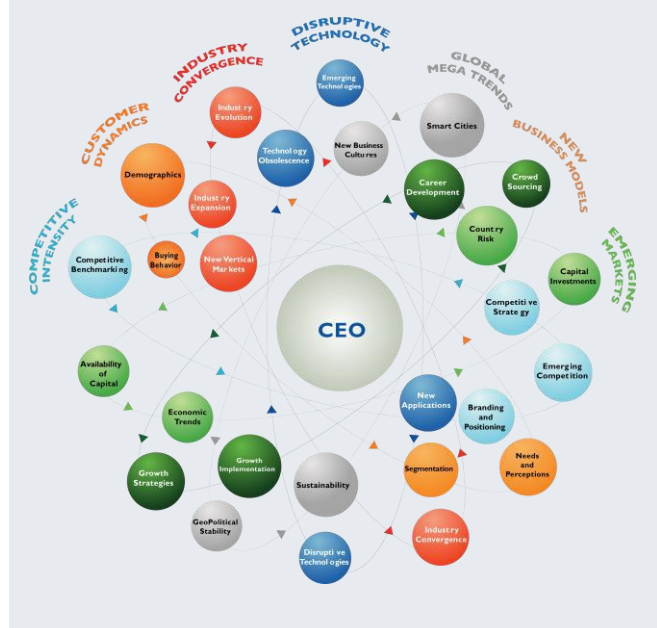 DISRUPTIVE
TECHNOLOGY
INDUSTRY
CONVERGENCE
GLOBAL
MEGA TRENDS
CUSTOMER
DYNAMICS
NEW
BUSINESS MODELS
COMPETITIVE
INTENSITY
EMERGING
MARKETS
Emerging
Technologies
Industry
Evolution
Smart Cities
Technology
Obsolescence
New Business
Cultures
Demographics
Career
Development
Crowd
Sourcing
Industry
Expansion
Country
Risk
Competitive
Benchmarking
Buying
Behavior
New Vertical
Markets
Capital
Investments
Competitive
Strategy
CEO
Availability
of
Capital
Emerging
Competition
Economic
Trends
New
Applications
Branding
and
Positioning
Growth
Strategies
Growth
Implementation
Sustainability
Segmentation
Needs
and
Perceptions
GeoPolitical
Stability
Industry
Convergence
Disruptive
Technologies